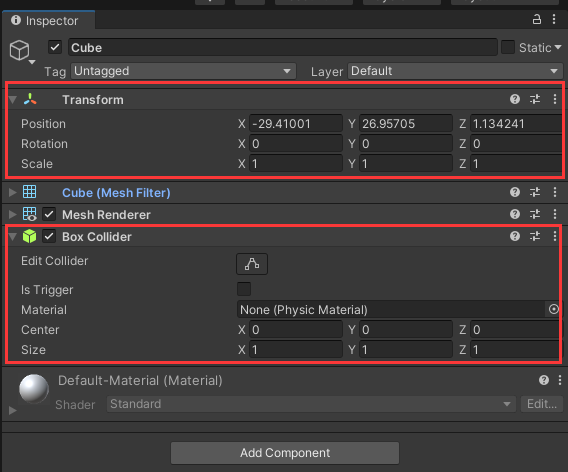 Inspector
Cube
Static
Tag Untagged Layer Default
Transform
Position X -29.41001 Y 26.95705 Z 1.134241
Rotation X 0 Y 0 Z 0
Scale X 1 Y 1 Z 1
Cube (Mesh Filter)
Mesh Renderer
Box Collider
Edit Collider
Is Trigger
Material None (Physic Material)
Center X 0 Y 0 Z 0
Size X 1 Y 1 Z 1
Default-Material (Material)
Shader Standard Edit...
Add Component